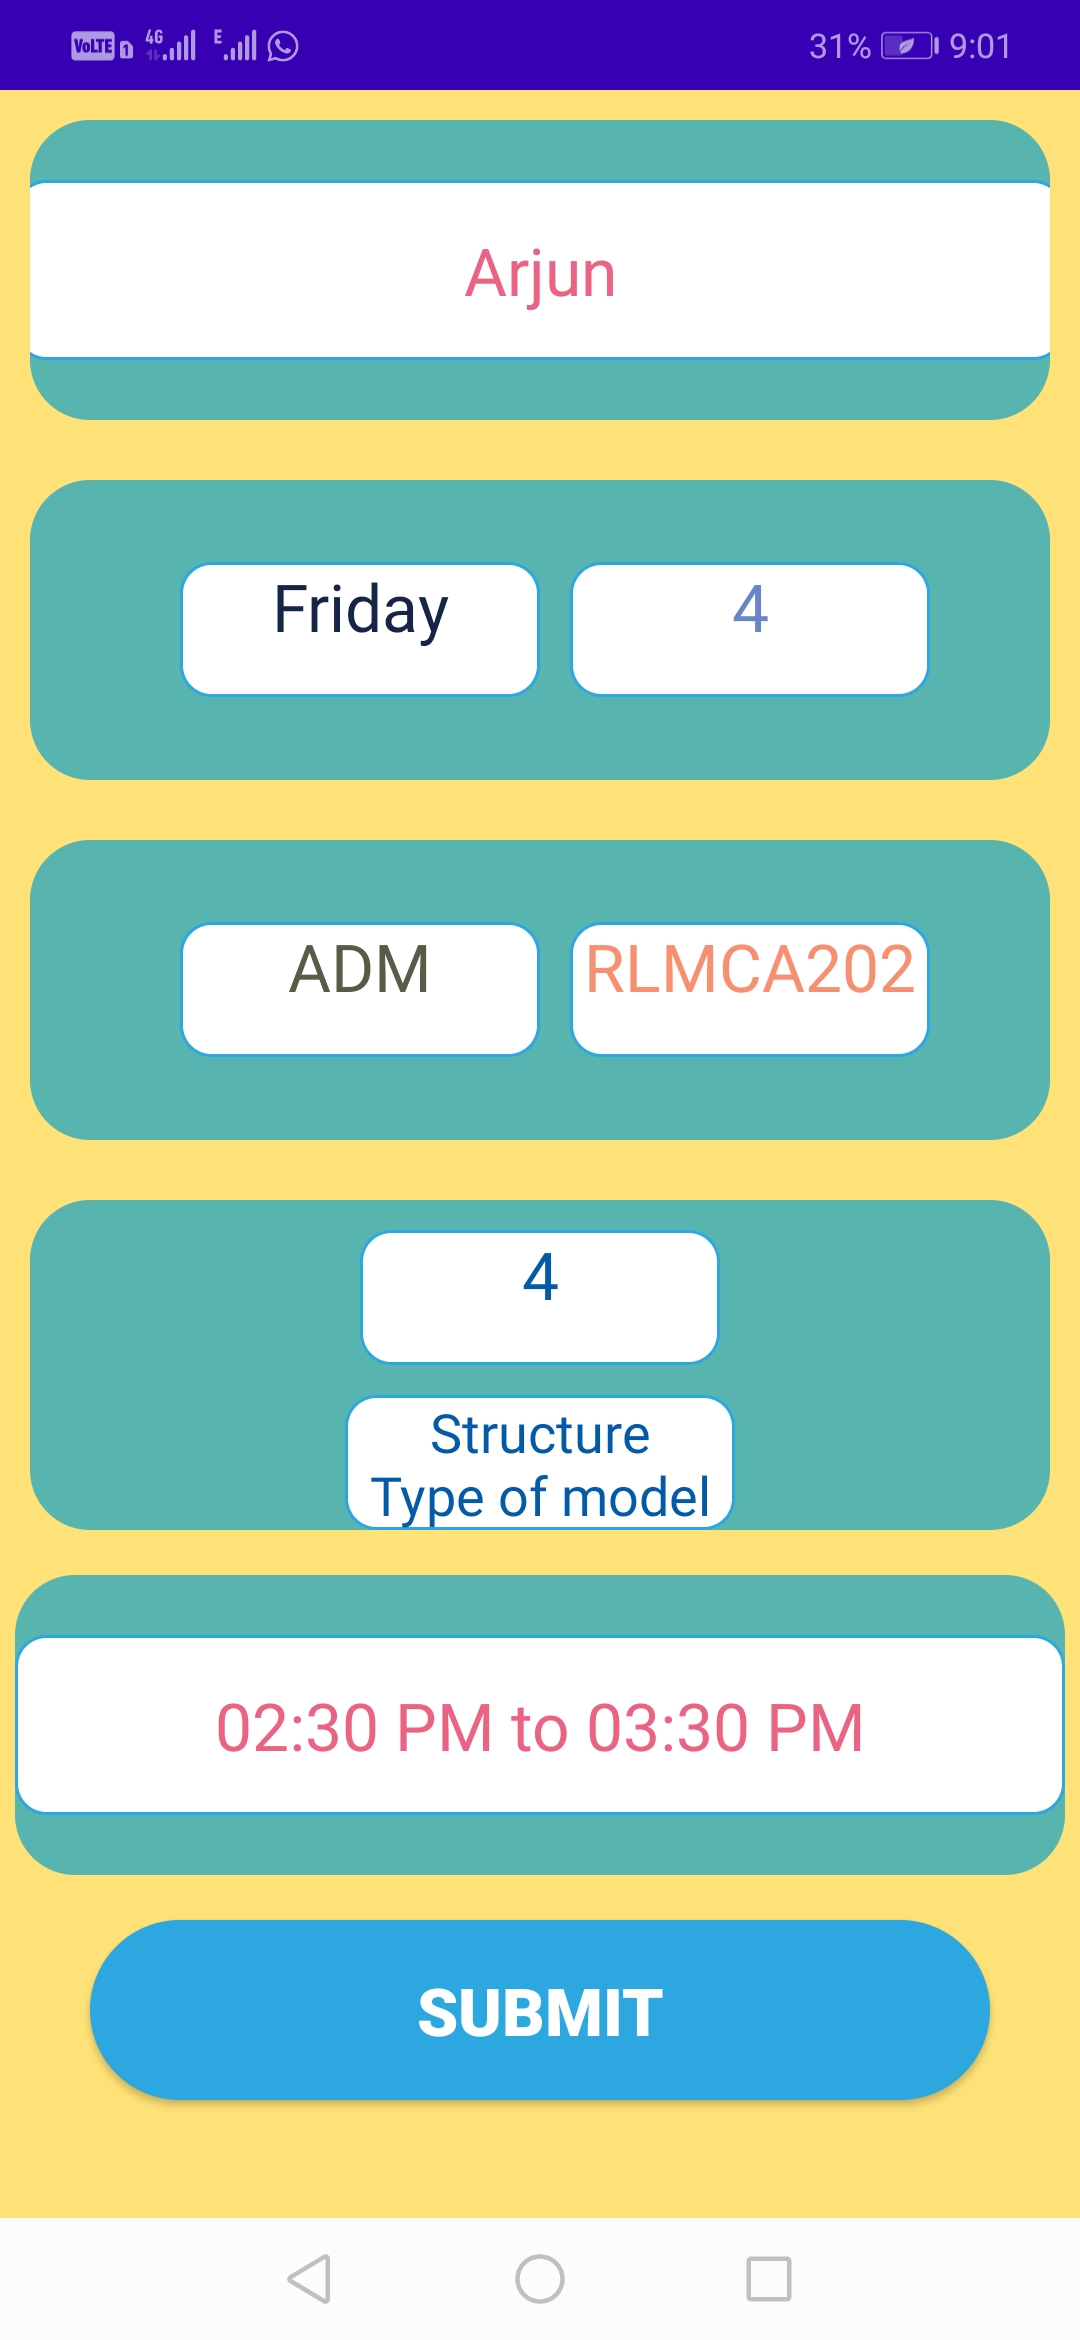 VoLTE 1 4G E 31% 9:01
Arjun
Friday 4
ADM RLMCA202
4
Structure
Type of model
02:30 PM to 03:30 PM
SUBMIT